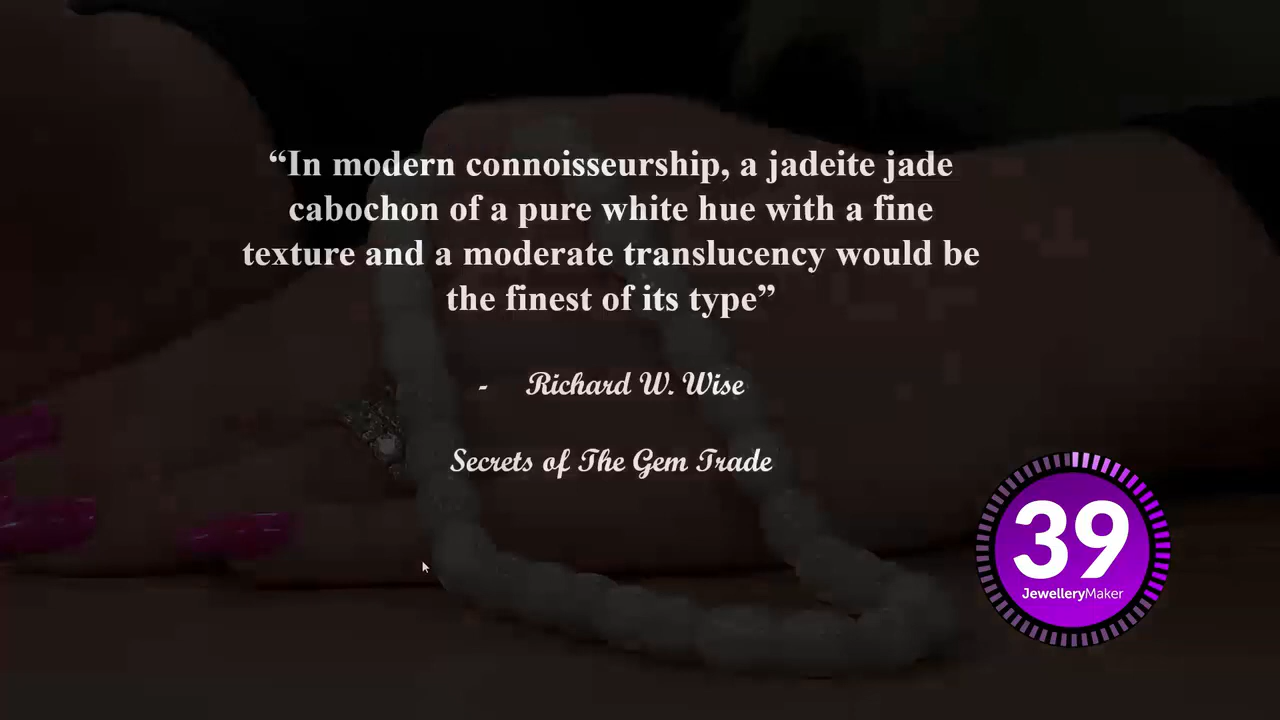 “In modern connoisseurship, a jadeite jade
cabochon of a pure white hue with a fine
texture and a moderate translucency would be
the finest of its type”
- Richard W. Wise
Secrets of The Gem Trade
39
JewelleryMaker